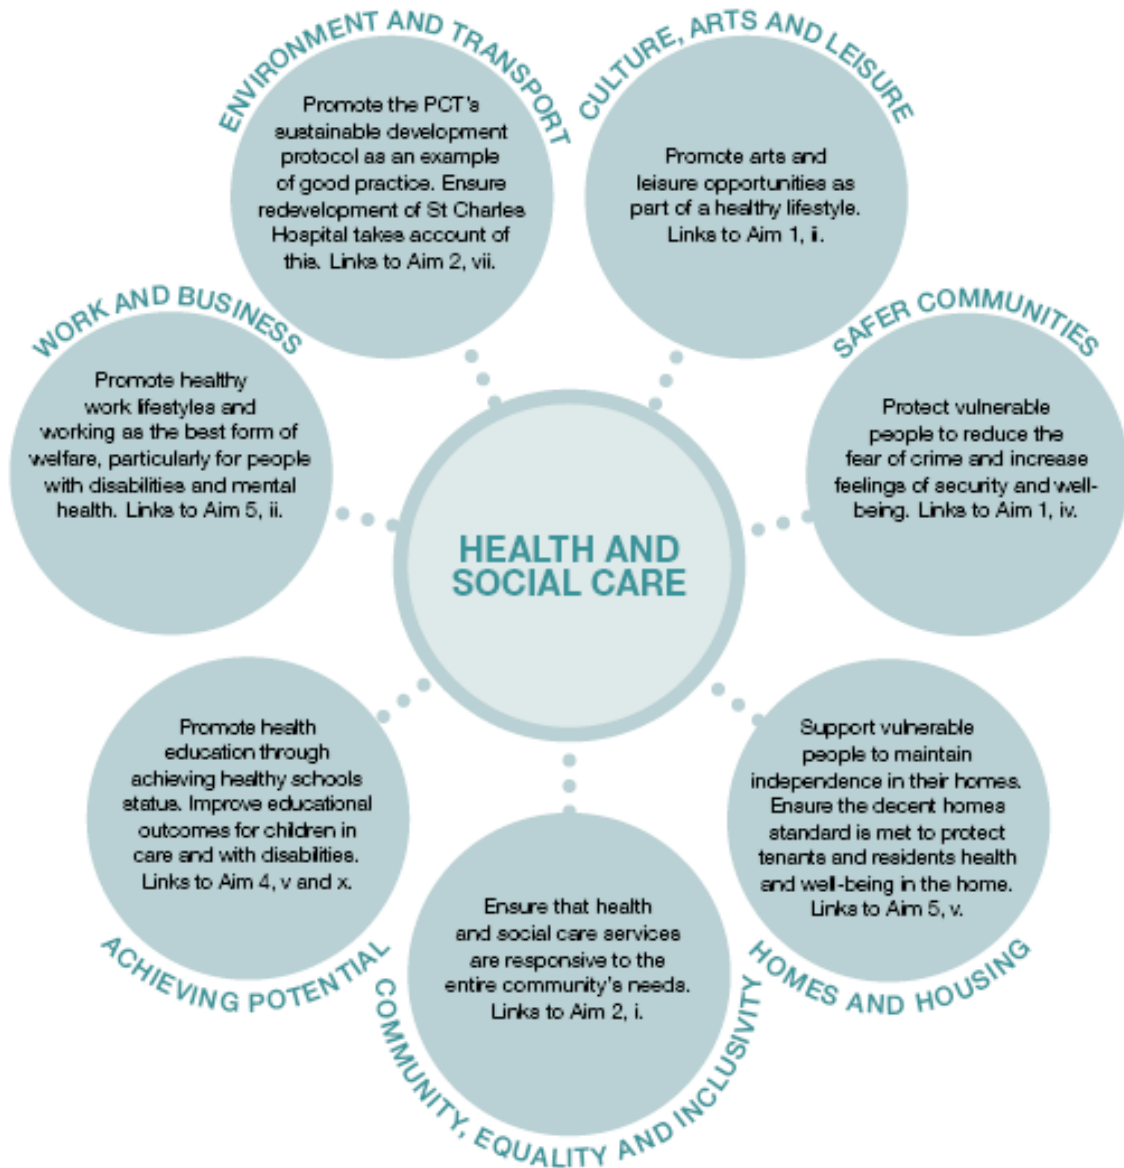 ENVIRONMENT AND TRANSPORT
Promote the PCT's
sustainable development
protocol as an example
of good practice. Ensure
redevelopment of St Charles
Hospital takes account of
this. Links to Aim 2, vii.
CULTURE, ARTS AND LEISURE
Promote arts and
leisure opportunities as
part of a healthy lifestyle.
Links to Aim 1, ii.
WORK AND BUSINESS
Promote healthy
work lifestyles and
working as the best form of
welfare, particularly for people
with disabilities and mental
health. Links to Aim 5, ii.
SAFER COMMUNITIES
Protect vulnerable
people to reduce the
fear of crime and increase
feelings of security and well-
being. Links to Aim 1, iv.
HEALTH AND
SOCIAL CARE
Promote health
education through
achieving healthy schools
status. Improve educational
outcomes for children in
care and with disabilities.
Links to Aim 4, v and x.
ACHIEVING POTENTIAL
Support vulnerable
people to maintain
independence in their homes.
Ensure the decent homes
standard is met to protect
tenants and residents health
and well-being in the home.
Links to Aim 5, v.
HOMES AND HOUSING
Ensure that health
and social care services
are responsive to the
entire community's needs.
Links to Aim 2, i.
COMMUNITY, EQUALITY AND INCLUSIVITY